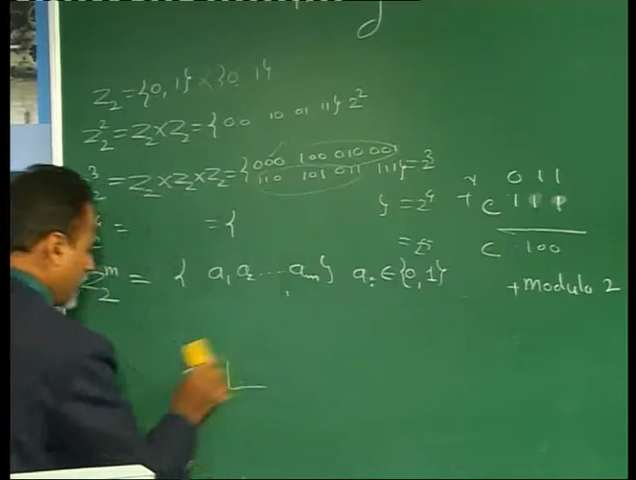 y
Z₂ = {0, 1} × {0 1}
Z₂² = Z₂ × Z₂ = {00 10 01 11} 2²
³ = Z₂ × Z₂ × Z₂ = {000 100 010 001
110 101 011 111} = 2³
= = { } = 2⁴
=
Z₂ᵐ = { a₁ a₂ .... aₘ } aᵢ ∈ {0, 1}
r 0 1 1
+ c 1 1 1
c 1 0 0
+ modulo 2